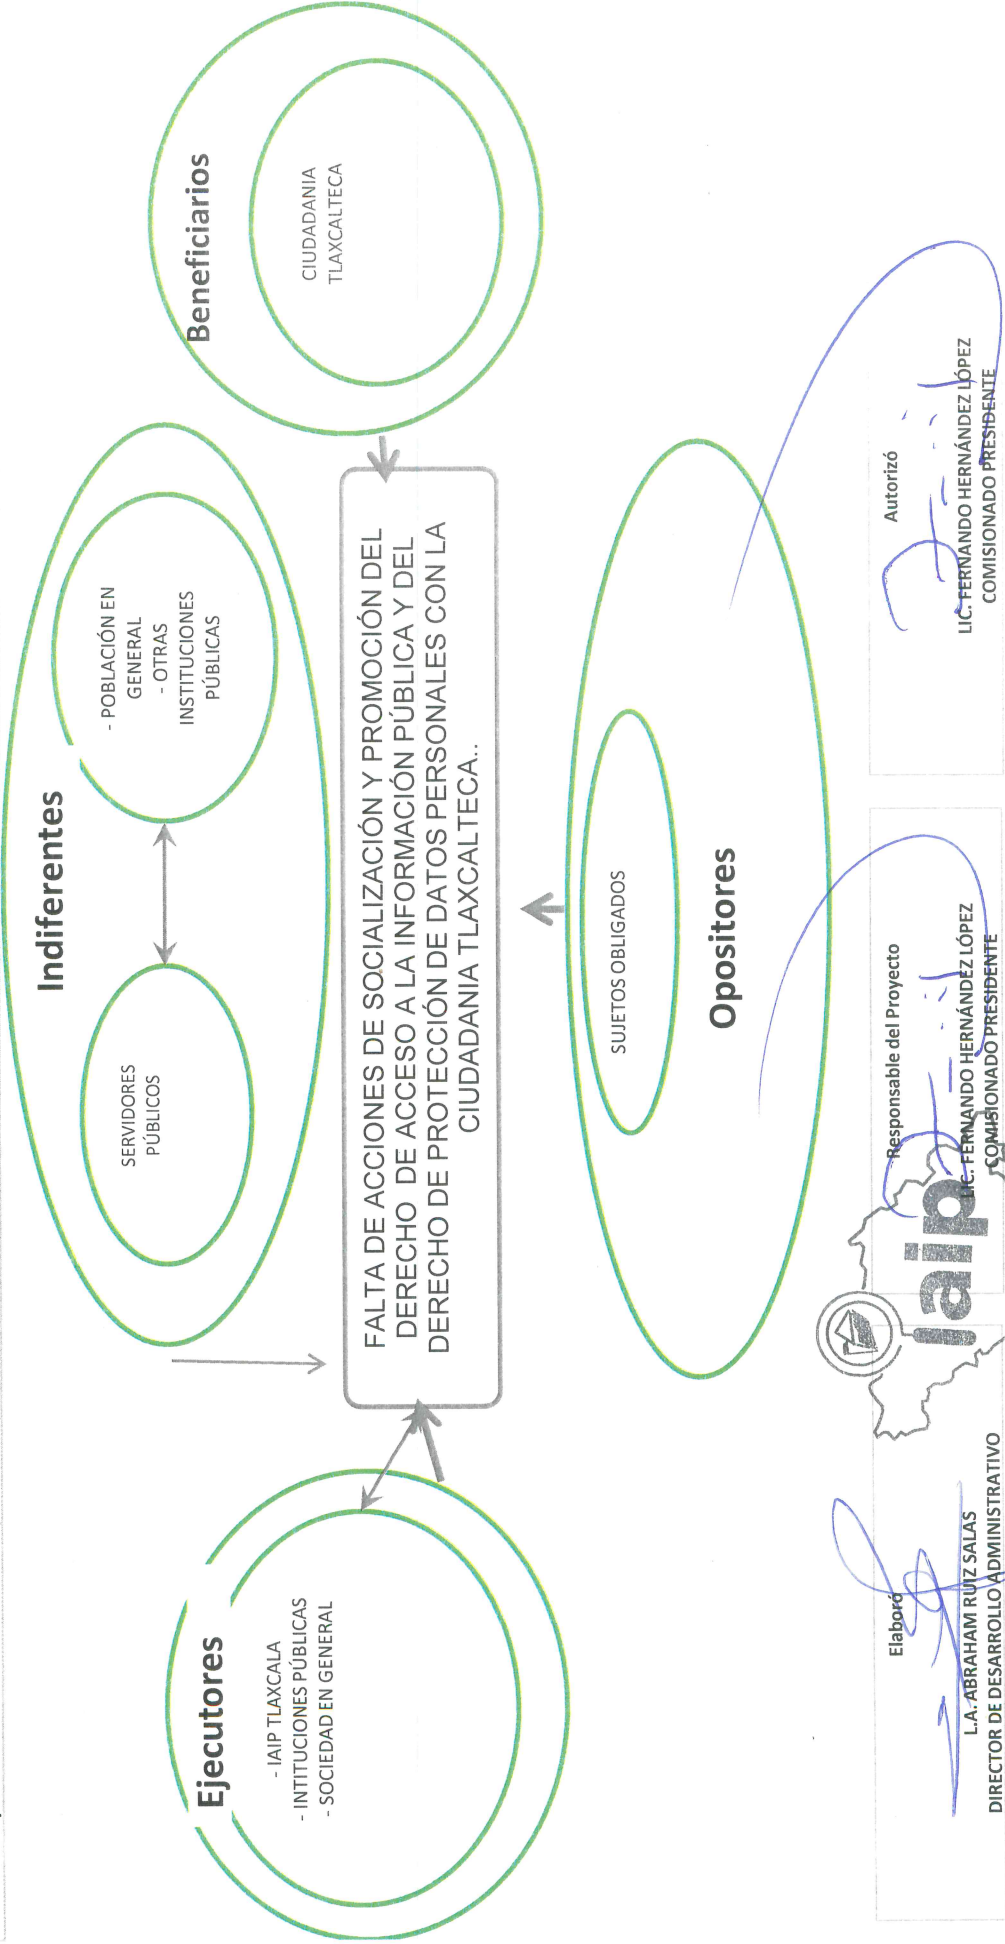 Indiferentes
SERVIDORES
PÚBLICOS
- POBLACIÓN EN
GENERAL
- OTRAS
INSTITUCIONES
PÚBLICAS
Ejecutores
- IAIP TLAXCALA
- INTITUCIONES PÚBLICAS
- SOCIEDAD EN GENERAL
FALTA DE ACCIONES DE SOCIALIZACIÓN Y PROMOCIÓN DEL
DERECHO DE ACCESO A LA INFORMACIÓN PÚBLICA Y DEL
DERECHO DE PROTECCIÓN DE DATOS PERSONALES CON LA
CIUDADANIA TLAXCALTECA..
Beneficiarios
CIUDADANIA
TLAXCALTECA
SUJETOS OBLIGADOS
Opositores
Elaboró
L.A. ABRAHAM RUIZ SALAS
DIRECTOR DE DESARROLLO ADMINISTRATIVO
iaip
Responsable del Proyecto
LIC. FERNANDO HERNÁNDEZ LÓPEZ
COMISIONADO PRESIDENTE
Autorizó
LIC. FERNANDO HERNÁNDEZ LÓPEZ
COMISIONADO PRESIDENTE